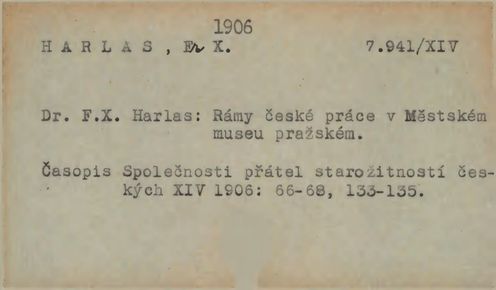 1906
HARLAS, Fr. X. 7.941/XIV
Dr. F.X. Harlas: Rámy české práce v Městském
museu pražském.
Časopis Společnosti přátel starožitností čes-
kých XIV 1906: 66-68, 133-135.